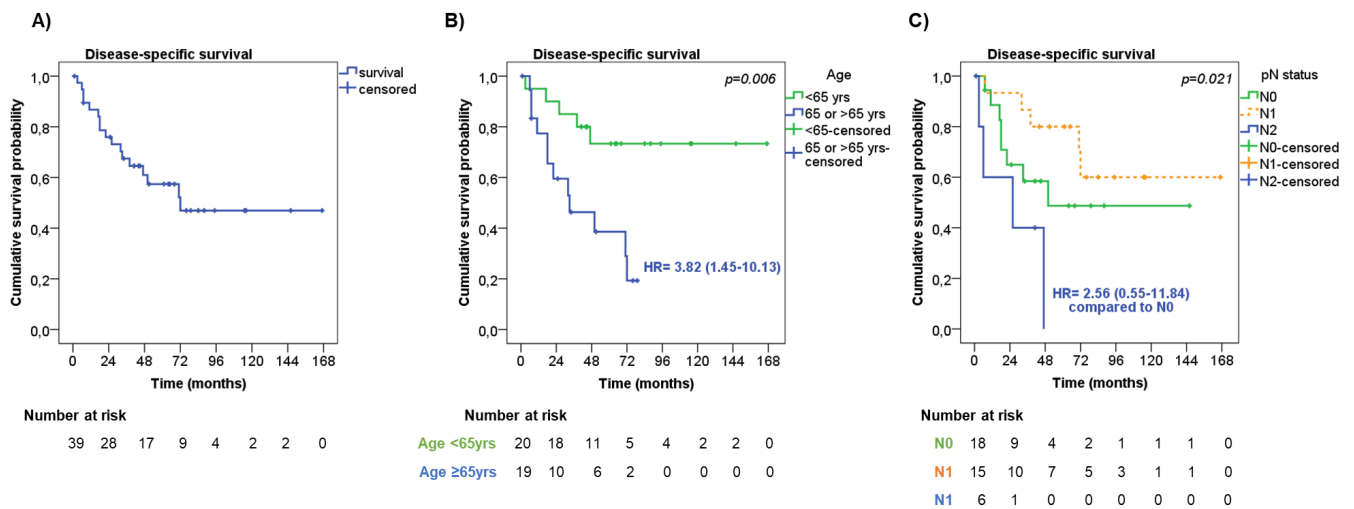 A)
Disease-specific survival
survival
censored
Cumulative survival probability
1,0
0,8
0,6
0,4
0,2
0,0
0 24 48 72 96 120 144 168
Time (months)
Number at risk
39 28 17 9 4 2 2 0
B)
Disease-specific survival
p=0.006
Age
<65 yrs
65 or >65 yrs
<65-censored
65 or >65 yrs-
censored
Cumulative survival probability
1,0
0,8
0,6
0,4
0,2
0,0
HR= 3.82 (1.45-10.13)
0 24 48 72 96 120 144 168
Time (months)
Number at risk
Age <65yrs 20 18 11 5 4 2 2 0
Age ≥65yrs 19 10 6 2 0 0 0 0
C)
Disease-specific survival
p=0.021
pN status
N0
N1
N2
N0-censored
N1-censored
N2-censored
Cumulative survival probability
1,0
0,8
0,6
0,4
0,2
0,0
HR= 2.56 (0.55-11.84)
compared to N0
0 24 48 72 96 120 144 168
Time (months)
Number at risk
N0 18 9 4 2 1 1 1 0
N1 15 10 7 5 3 1 1 0
N1 6 1 0 0 0 0 0 0